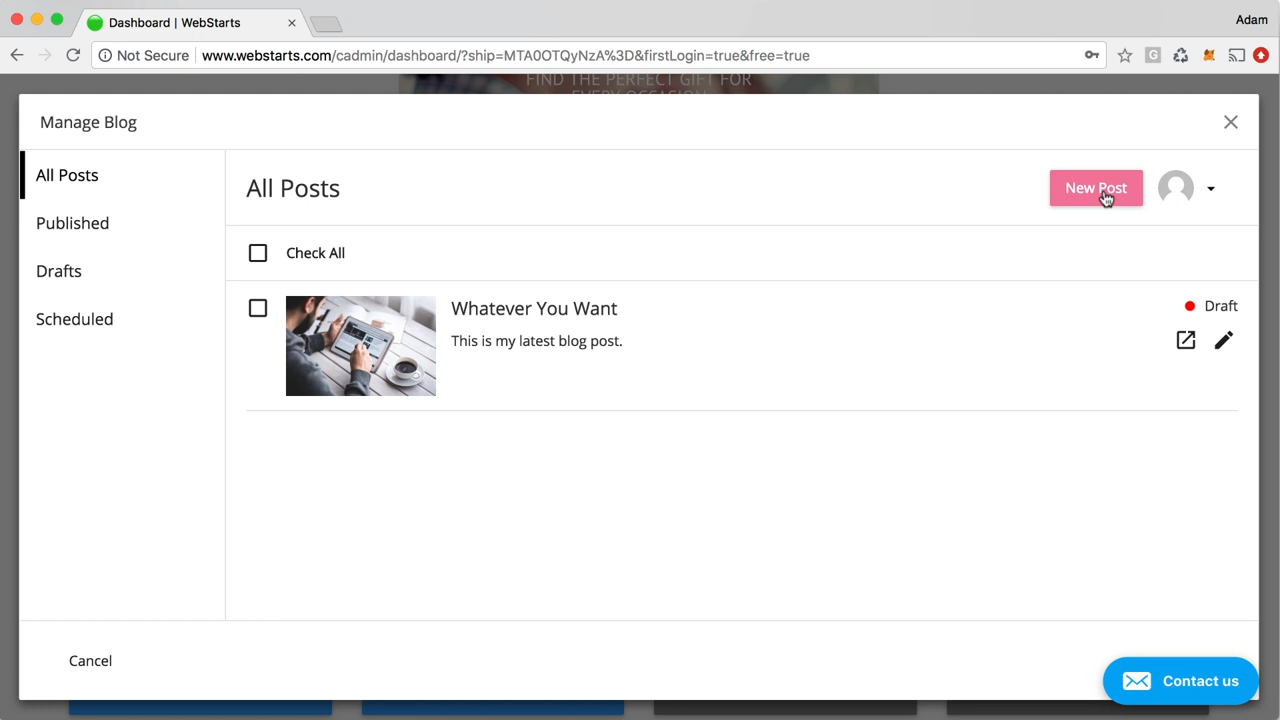 Dashboard | WebStarts
Adam
Not Secure
www.webstarts.com/cadmin/dashboard/?ship=MTA0OTQyNzA%3D&firstLogin=true&free=true
G
FIND THE PERFECT GIFT FOR
EVERY OCCASION
Manage Blog
All Posts
Published
Drafts
Scheduled
All Posts
New Post
Check All
Whatever You Want
Draft
This is my latest blog post.
Cancel
Contact us